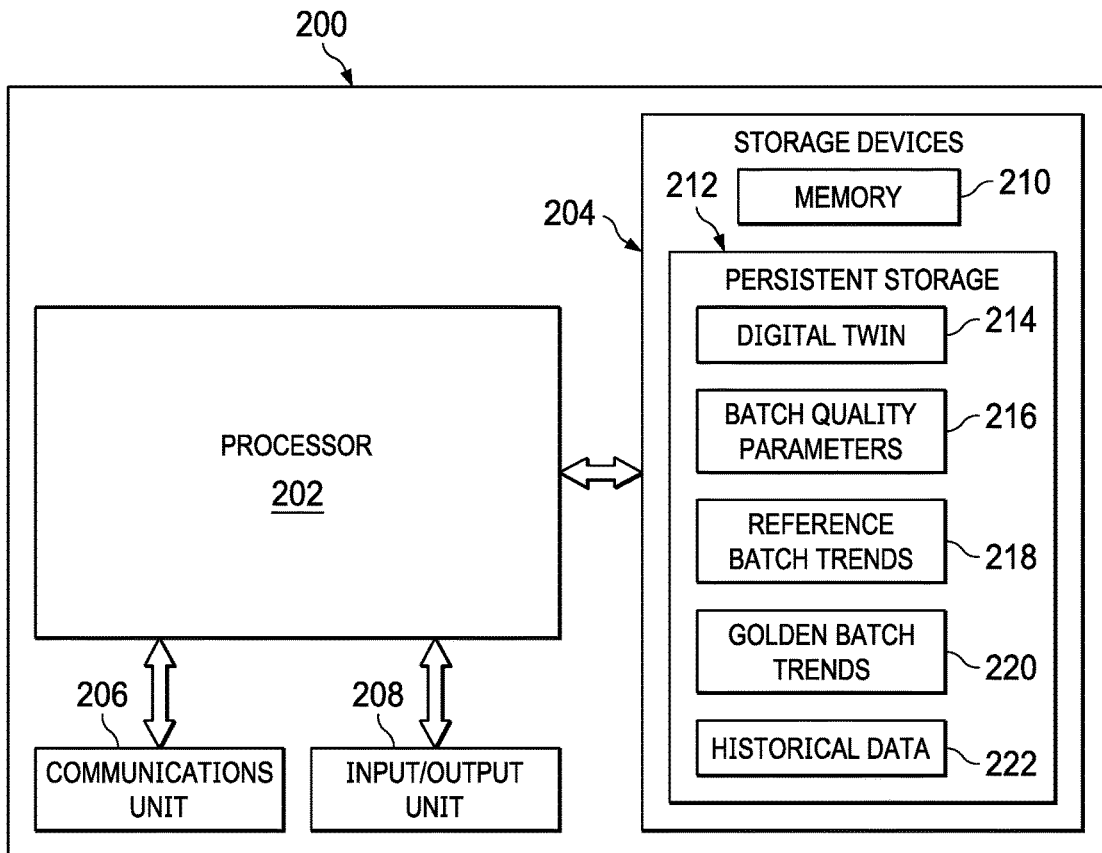 200
STORAGE DEVICES
MEMORY
210
212
204
PERSISTENT STORAGE
DIGITAL TWIN
214
BATCH QUALITY
PARAMETERS
216
PROCESSOR
202
REFERENCE
BATCH TRENDS
218
GOLDEN BATCH
TRENDS
220
206
208
HISTORICAL DATA
222
COMMUNICATIONS
UNIT
INPUT/OUTPUT
UNIT